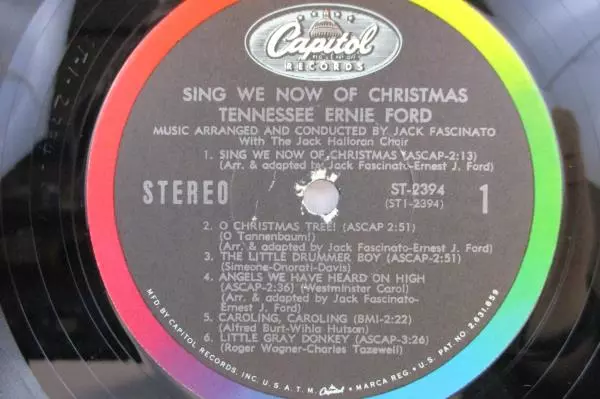 Capitol
RECORDS
SING WE NOW OF CHRISTMAS
TENNESSEE ERNIE FORD
MUSIC ARRANGED AND CONDUCTED BY JACK FASCINATO
With The Jack Halloran Choir
1. SING WE NOW OF CHRISTMAS (ASCAP-2:13)
(Arr. & adapted by Jack Fascinato-Ernest J. Ford)
STEREO
ST-2394
(ST1-2394)
1
2. O CHRISTMAS TREE! (ASCAP 2:51)
(O Tannenbaum!)
(Arr. & adapted by Jack Fascinato-Ernest J. Ford)
3. THE LITTLE DRUMMER BOY (ASCAP-2:51)
(Simeone-Onorati-Davis)
4. ANGELS WE HAVE HEARD ON HIGH
(ASCAP-2:36) (Westminster Carol)
(Arr. & adapted by Jack Fascinato-
Ernest J. Ford)
5. CAROLING, CAROLING (BMI-2:22)
(Alfred Burt-Wihla Hutson)
6. LITTLE GRAY DONKEY (ASCAP-3:26)
(Roger Wagner-Charles Tazewell)
MFD. BY CAPITOL RECORDS, INC. U.S.A. T.M. Capitol • MARCA REG. • U.S. PAT. NO. 2,631,859